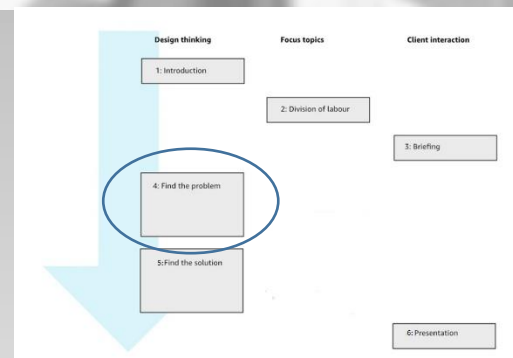 Design thinking
Focus topics
Client interaction
1: Introduction
2: Division of labour
3: Briefing
4: Find the problem
5:Find the solution
6: Presentation